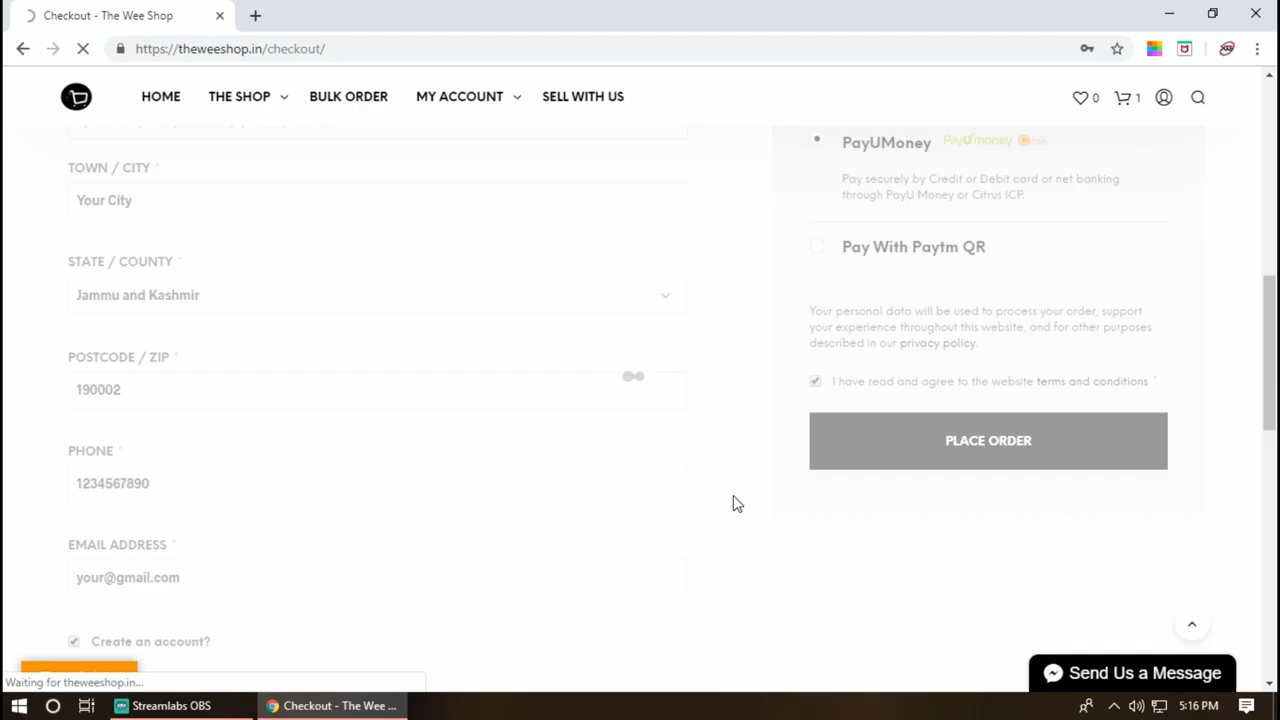 Checkout - The Wee Shop
https://theweeshop.in/checkout/
HOME THE SHOP BULK ORDER MY ACCOUNT SELL WITH US 0 1
TOWN / CITY *
Your City
STATE / COUNTY *
Jammu and Kashmir
POSTCODE / ZIP *
190002
PHONE *
1234567890
EMAIL ADDRESS *
your@gmail.com
Create an account?
PayUMoney PayUmoney
Pay securely by Credit or Debit card or net banking
through PayU Money or Citrus ICP.
Pay With Paytm QR
Your personal data will be used to process your order, support
your experience throughout this website, and for other purposes
described in our privacy policy.
I have read and agree to the website terms and conditions *
PLACE ORDER
Send Us a Message
Waiting for theweeshop.in...
Streamlabs OBS
Checkout - The Wee ...
5:16 PM